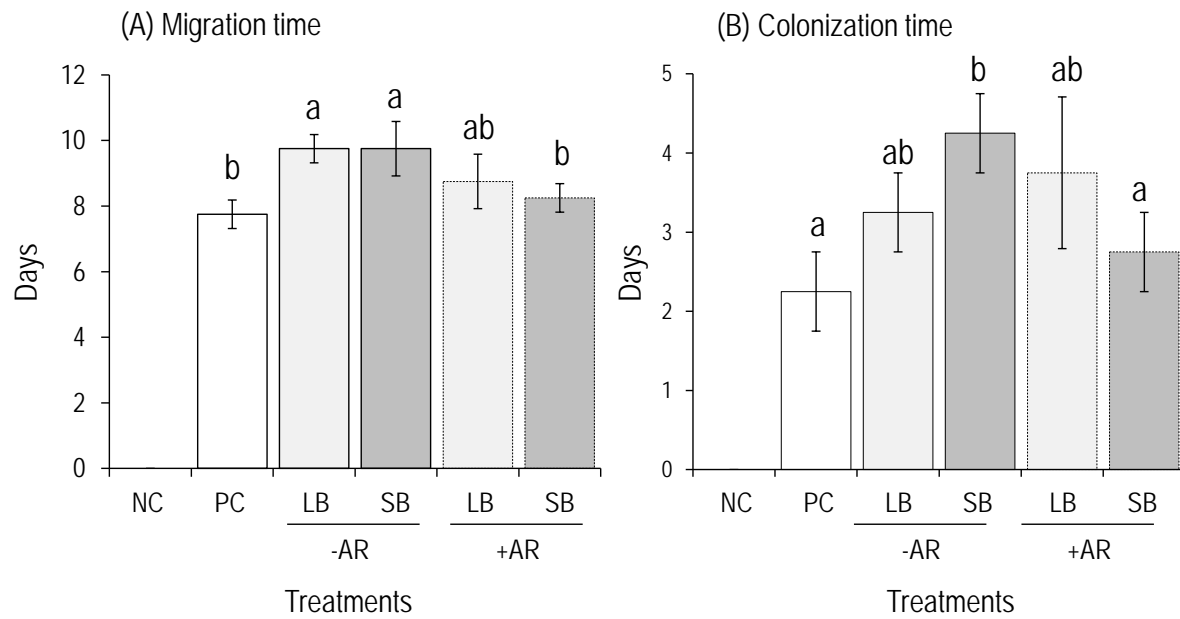 (A) Migration time
12
10
8
6
4
2
0
Days
a
a
ab
b
b
NC PC LB SB LB SB
-AR +AR
Treatments
(B) Colonization time
5
4
3
2
1
0
Days
b
ab
ab
a
a
NC PC LB SB LB SB
-AR +AR
Treatments